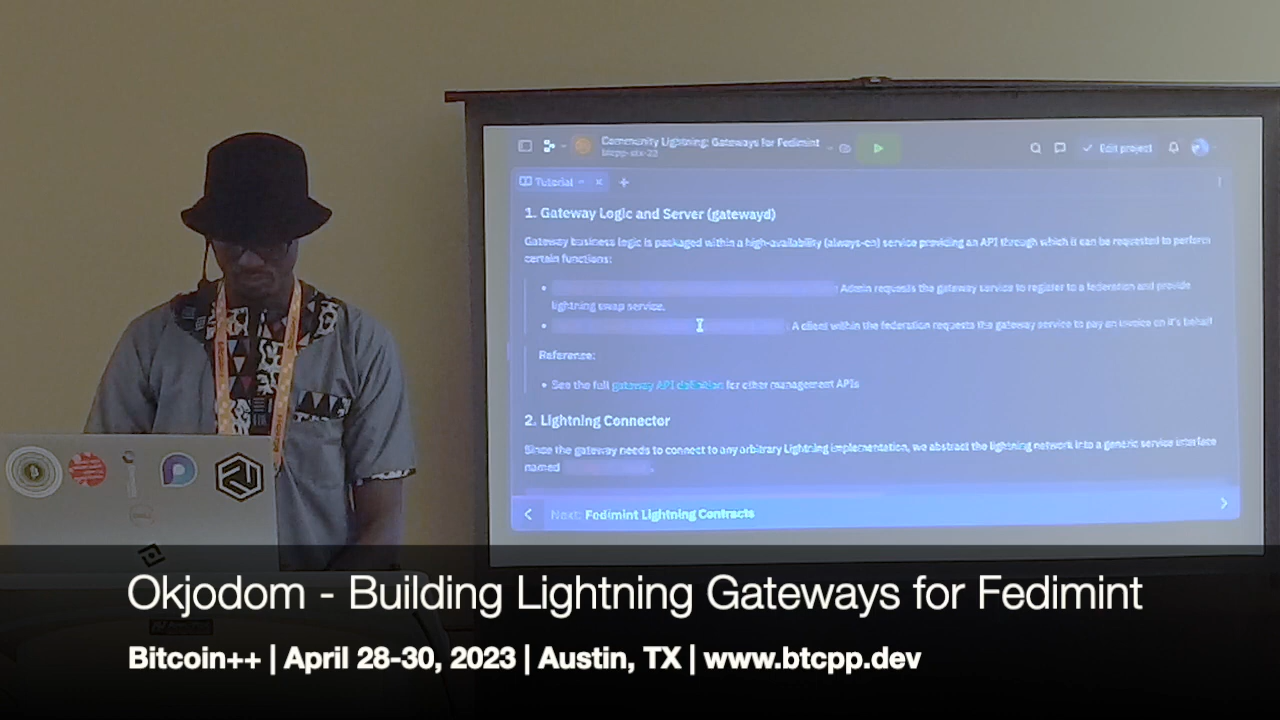 Community Lightning: Gateways for Fedimint
Edit project
Tutorial
1. Gateway Logic and Server (gatewayd)
Gateway business logic is packaged within a high-availability (always-on) service providing an API through which it can be requested to perform
certain functions:
Admin requests the gateway service to register to a federation and provide
lightning swap service.
A client within the federation requests the gateway service to pay an invoice on it's behalf
Reference:
• See the full gateway API definition for other management APIs
2. Lightning Connector
Since the gateway needs to connect to any arbitrary Lightning implementation, we abstract the lightning network into a generic service interface
named
Next: Fedimint Lightning Contracts
Okjodom - Building Lightning Gateways for Fedimint
Bitcoin++ | April 28-30, 2023 | Austin, TX | www.btcpp.dev